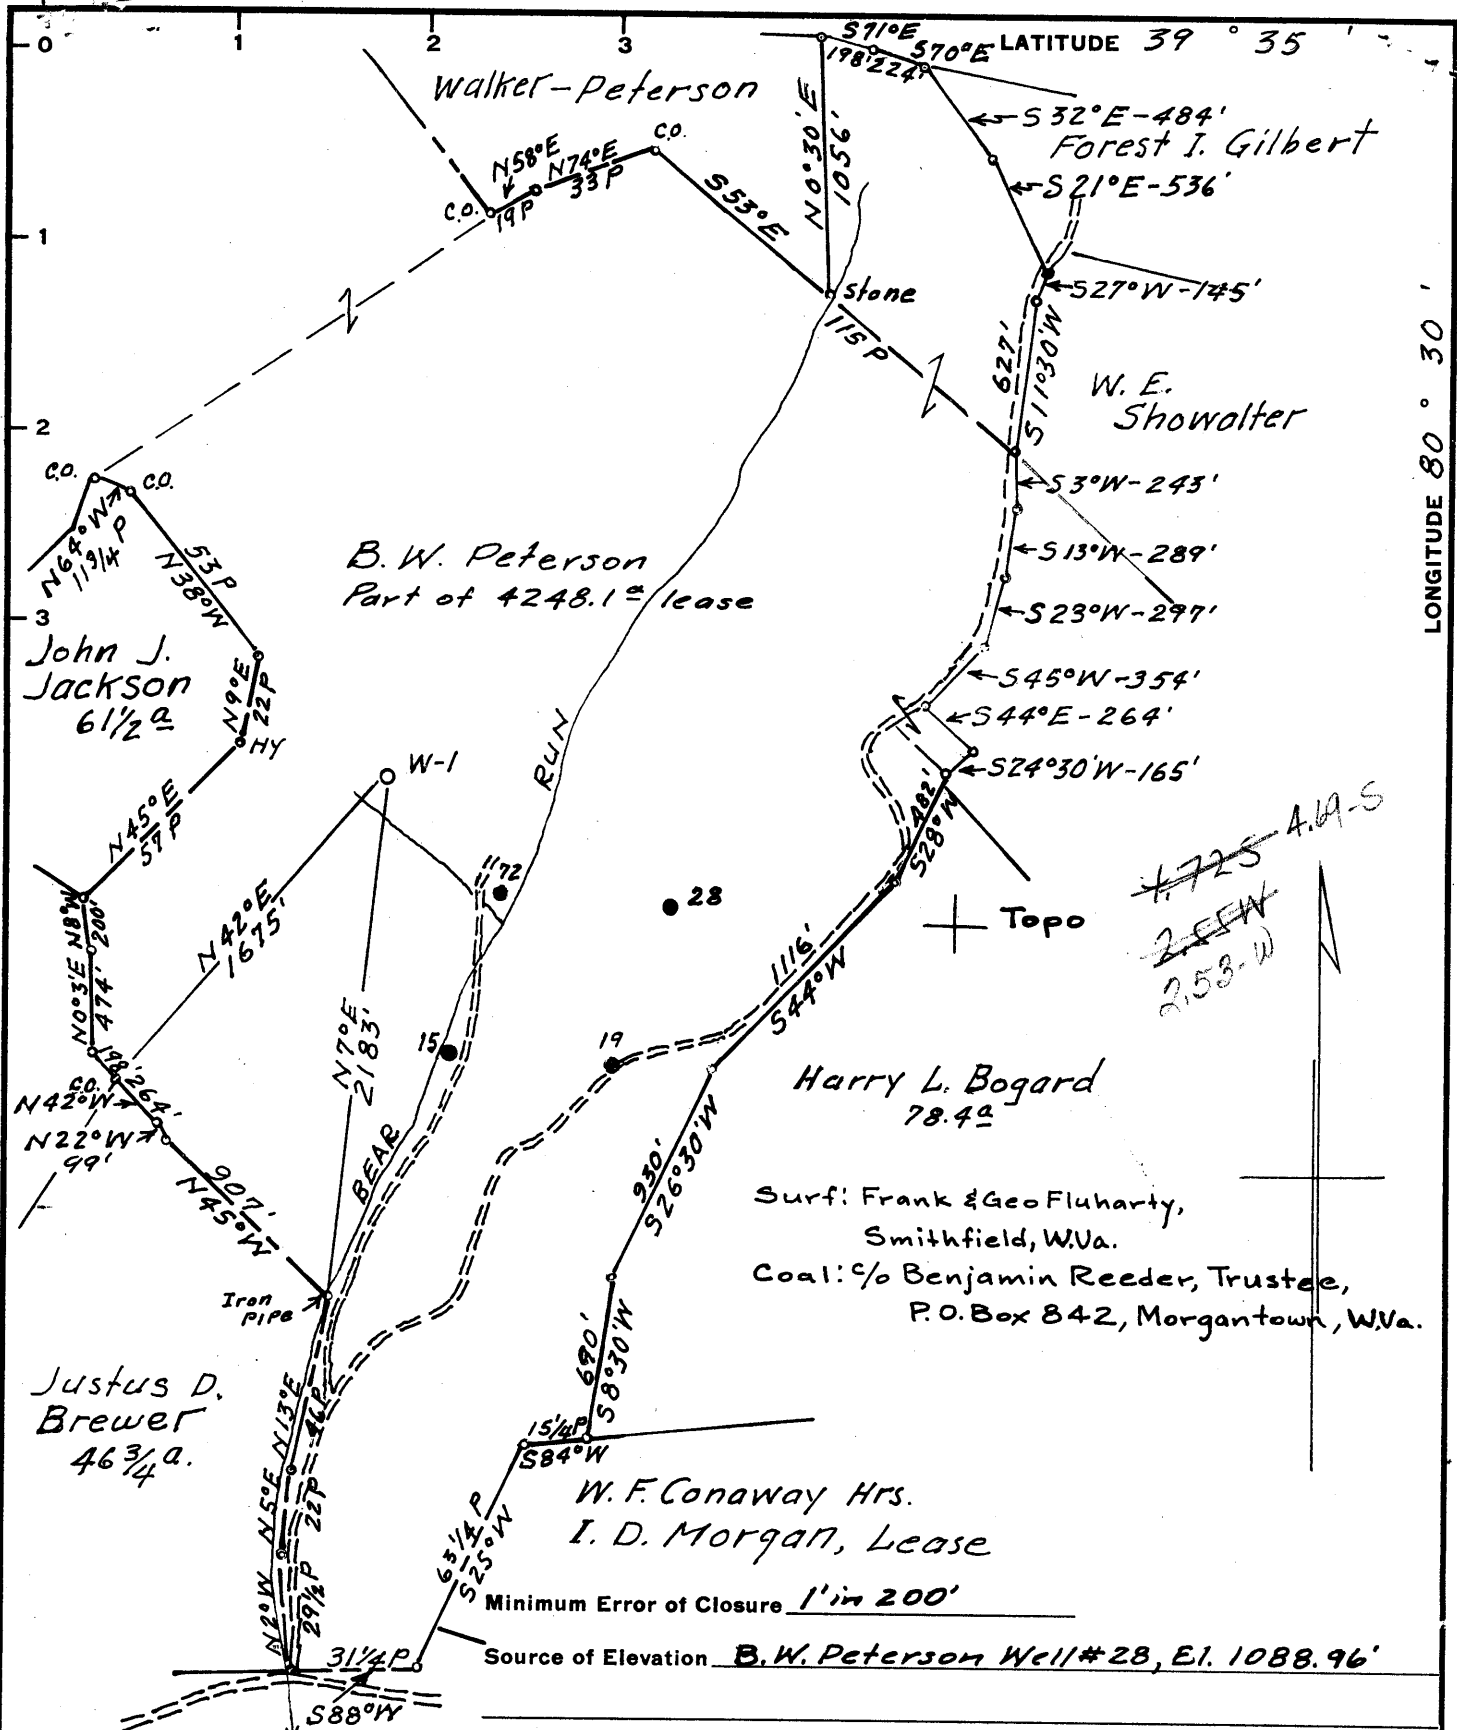 0 1 2 3
LATITUDE 39 ° 35 '
S71°E
198'
S70°E
224'
Walker-Peterson
S32°E-484'
Forest I. Gilbert
N0°30'E
1056'
C.O.
N58°E
19P
N74°E
33P
C.O.
S53°E
S21°E-536'
1
stone
S27°W-145'
115P
627'
S11°30'W
LONGITUDE 80 ° 30 '
W. E.
Showalter
2
C.O.
C.O.
S3°W-243'
N64°W
11 3/4 P
53P
N38°W
B. W. Peterson
Part of 4248.1 a lease
S13°W-289'
3
S23°W-297'
John J.
Jackson
61 1/2 a
N9°E
22P
HY
S45°W-354'
S44°E-264'
RUN
W-1
S24°30'W-165'
482'
S28°W
4.69-S
4.72S
2.55W
2.53-W
N45°E
57P
72
28
Topo
N8°W
200'
N42°E
1675'
N0°3'E
474'
1116'
S44°W
N7°E
2183'
15
19
198'
C.O.
N42°W
264'
N22°W
99'
Harry L. Bogard
78.4 a
BEAR
907'
N45°W
930'
S26°30'W
Surf: Frank & Geo Fluharty,
Smithfield, W.Va.
Coal: c/o Benjamin Reeder, Trustee,
P.O. Box 842, Morgantown, W.Va.
Iron
Pipe
690'
S8°30'W
Justus D.
Brewer
46 3/4 a.
N13°E
46P
15 1/4 P
S84°W
N5°E
22P
W. F. Conaway Hrs.
I. D. Morgan, Lease
63 1/4 P
S25°W
N2°W
29 1/2 P
Minimum Error of Closure 1' in 200'
31 1/4 P
S88°W
Source of Elevation B.W. Peterson Well #28, El. 1088.96'